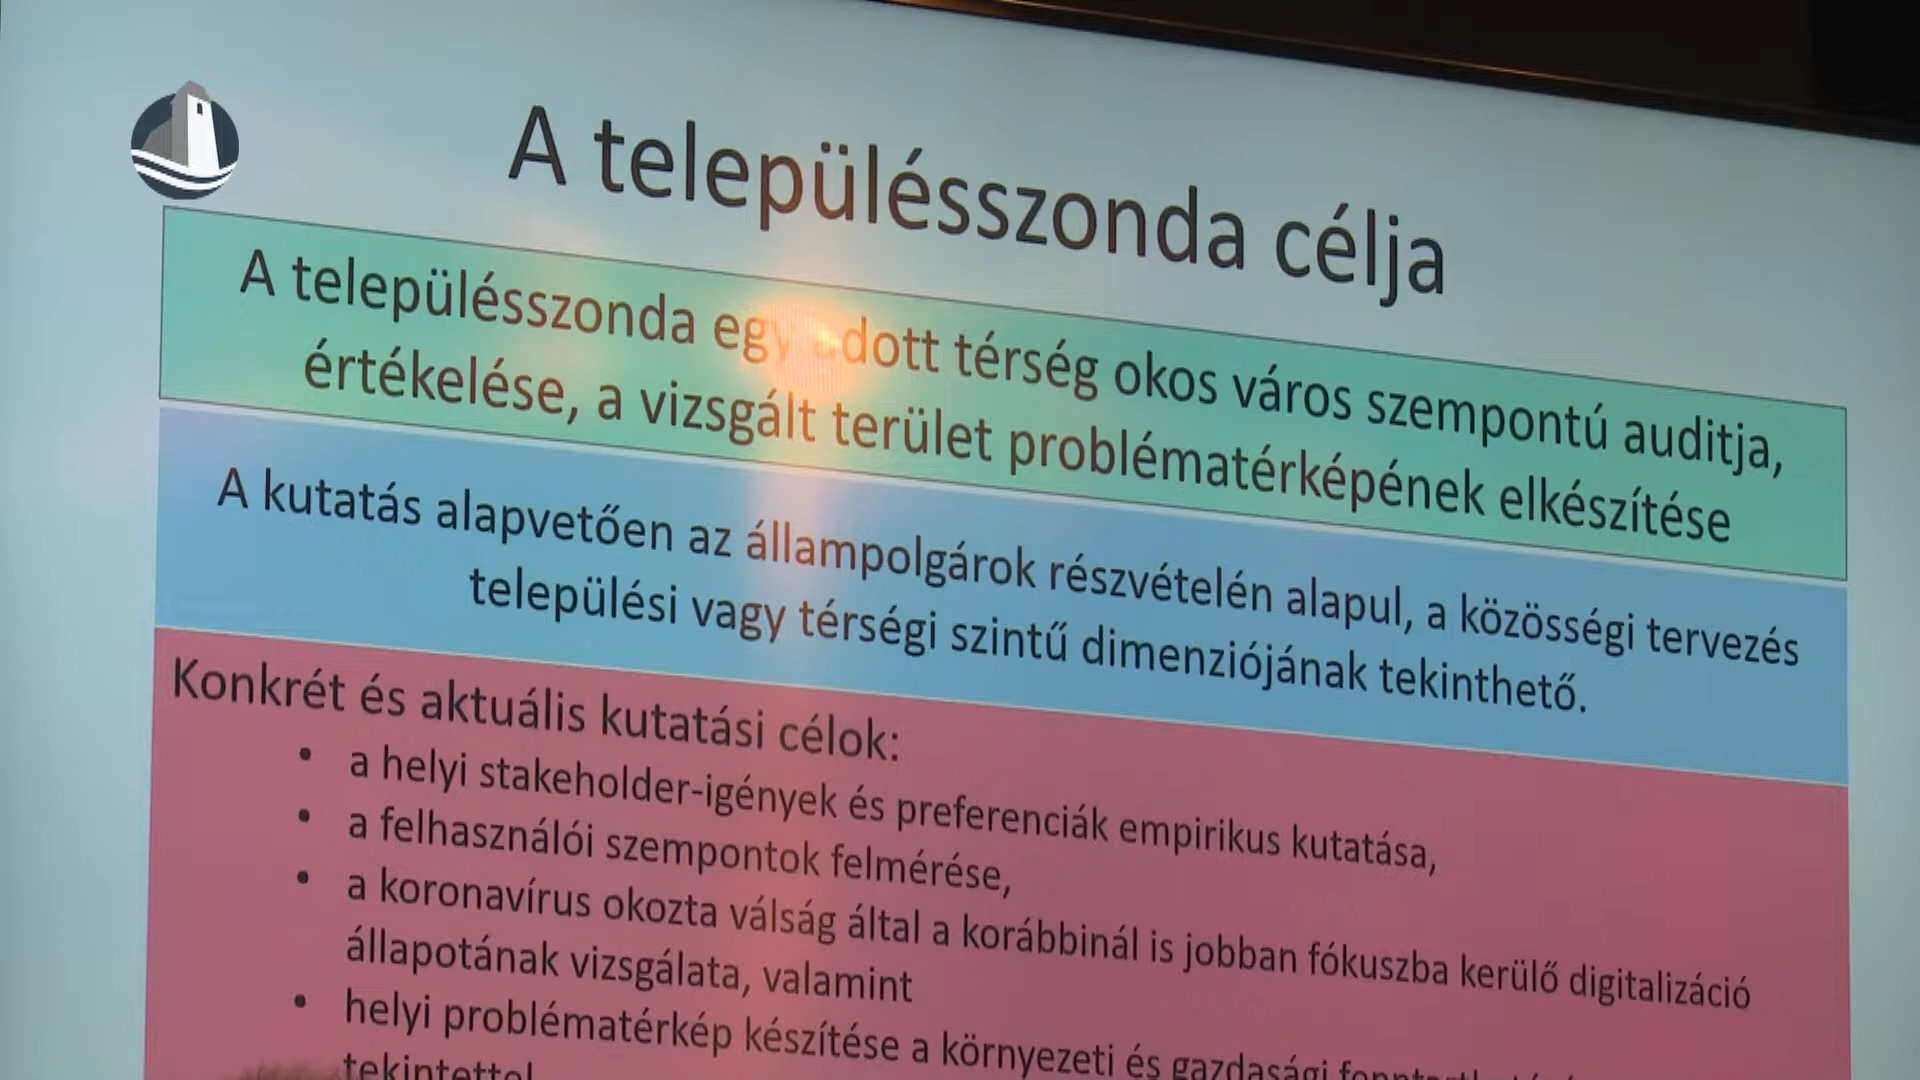 A településszonda célja
A településszonda egy adott térség okos város szempontú auditja,
értékelése, a vizsgált terület problématérképének elkészítése
A kutatás alapvetően az állampolgárok részvételén alapul, a közösségi tervezés
települési vagy térségi szintű dimenziójának tekinthető.
Konkrét és aktuális kutatási célok:
• a helyi stakeholder-igények és preferenciák empirikus kutatása,
• a felhasználói szempontok felmérése,
• a koronavírus okozta válság által a korábbinál is jobban fókuszba kerülő digitalizáció
állapotának vizsgálata, valamint
• helyi problématérkép készítése a környezeti és gazdasági
tekintettel